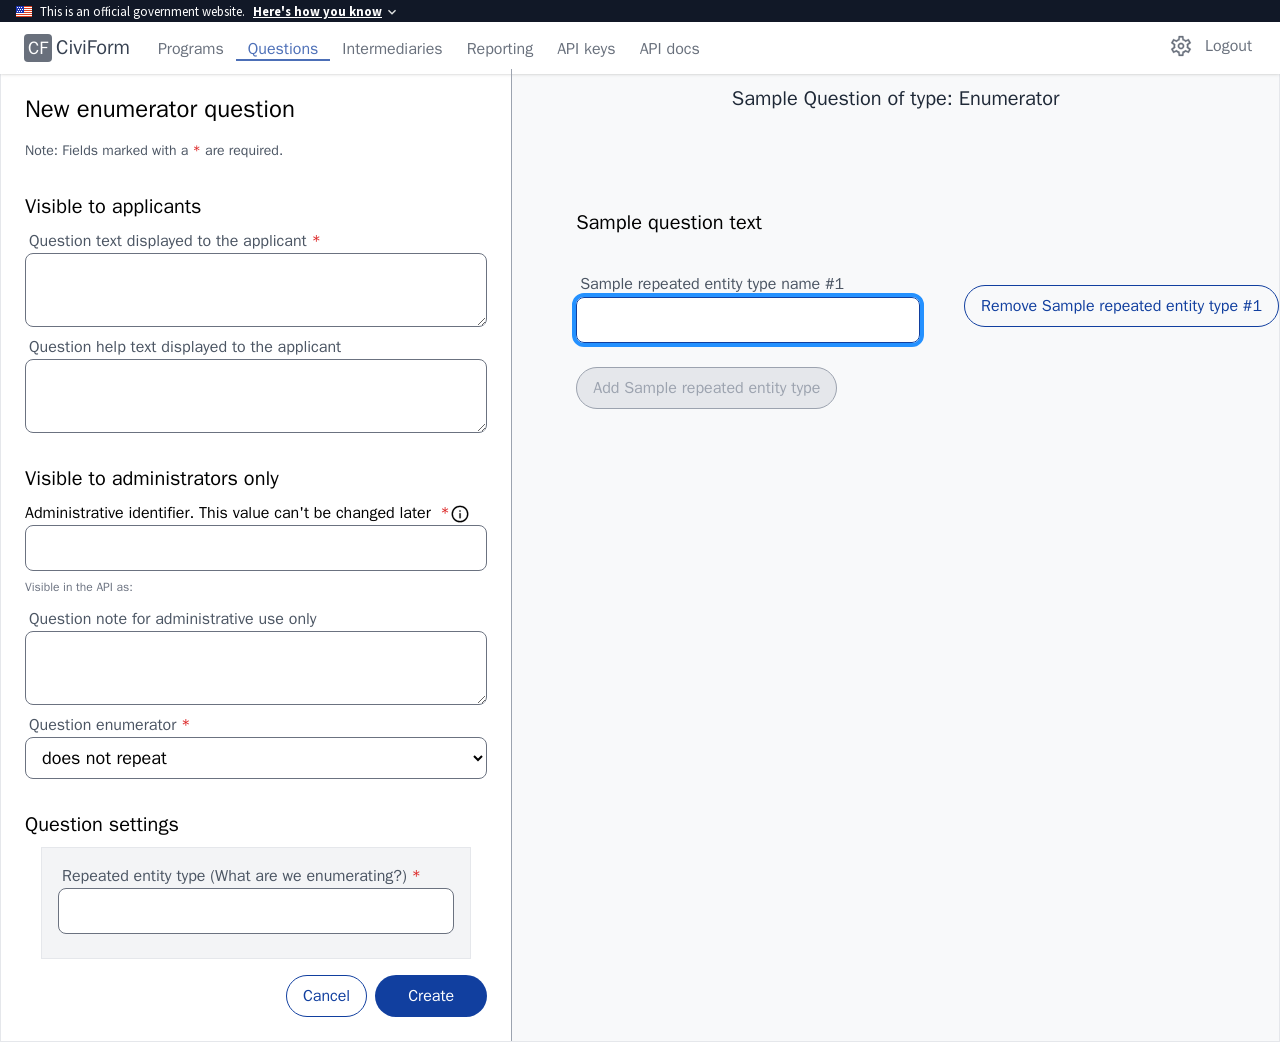 This is an official government website. Here's how you know
CF CiviForm Programs Questions Intermediaries Reporting API keys API docs Logout
New enumerator question
Note: Fields marked with a * are required.
Visible to applicants
Question text displayed to the applicant *
Question help text displayed to the applicant
Visible to administrators only
Administrative identifier. This value can't be changed later *
Visible in the API as:
Question note for administrative use only
Question enumerator *
does not repeat
Question settings
Repeated entity type (What are we enumerating?) *
Cancel Create
Sample Question of type: Enumerator
Sample question text
Sample repeated entity type name #1
Remove Sample repeated entity type #1
Add Sample repeated entity type